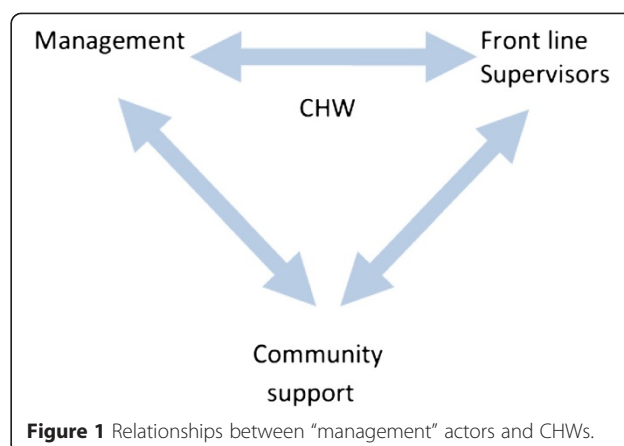 Management
Front line
Supervisors
CHW
Community
support
Figure 1 Relationships between “management” actors and CHWs.